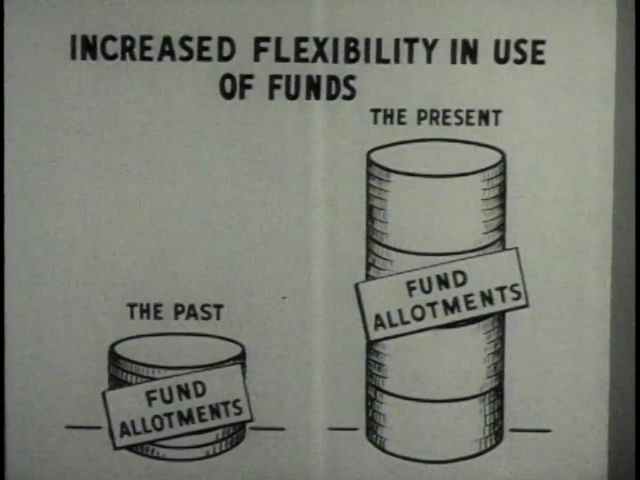 INCREASED FLEXIBILITY IN USE
OF FUNDS
THE PRESENT
FUND
ALLOTMENTS
THE PAST
FUND
ALLOTMENTS